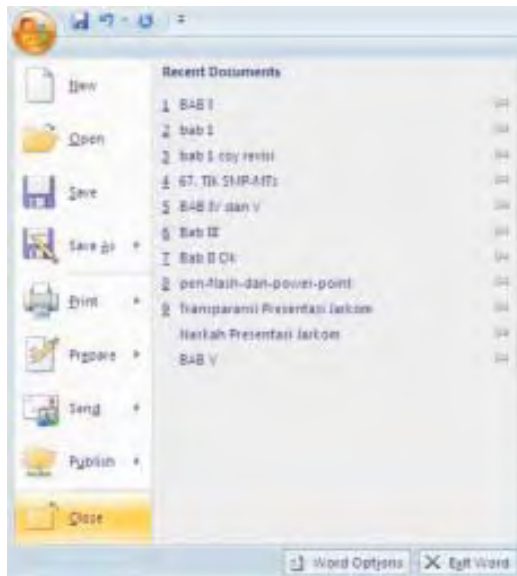 New
Open
Save
Save As
Print
Prepare
Send
Publish
Close
Recent Documents
1 BAB I
2 bab 1
3 bab 1 coy revisi
4 67. Tik SMP-MTs
5 BAB IV dan V
6 Bab III
7 Bab II Ok
8 pen-flash-dan-power-point
9 Transparansi Presentasi Jarkom
Naskah Presentasi Jarkom
BAB V
Word Options
Exit Word